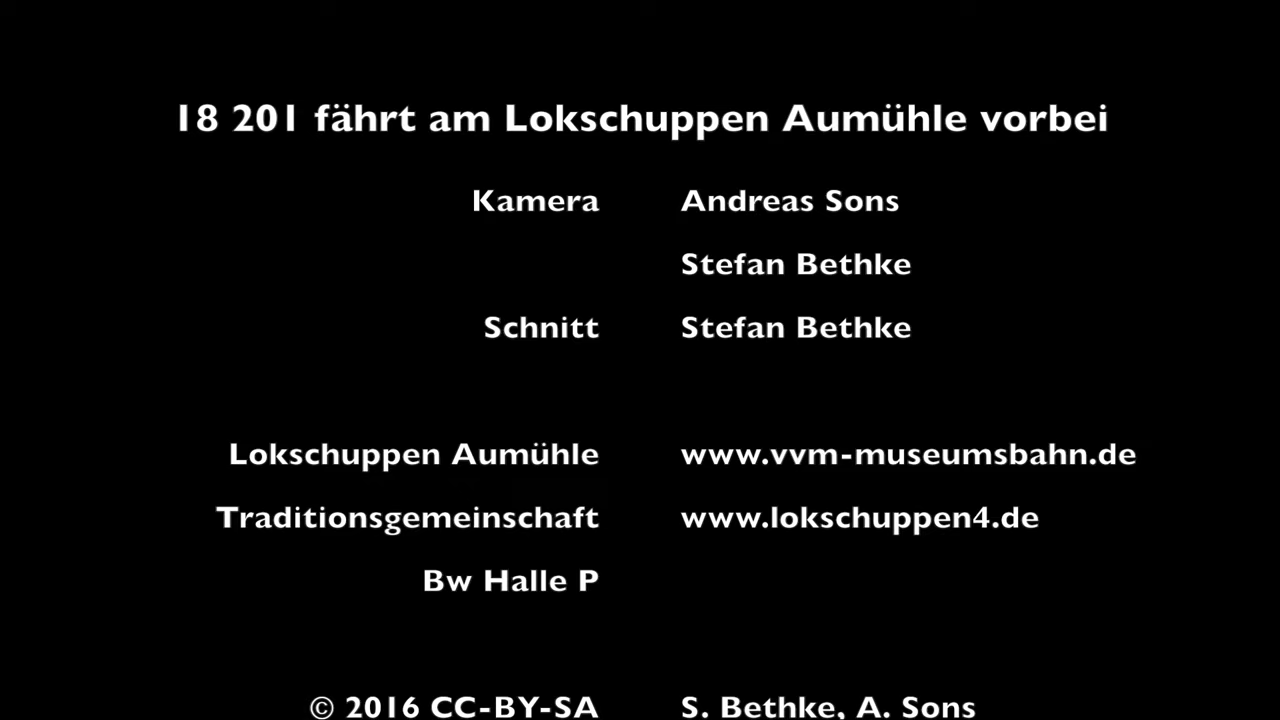 18 201 fährt am Lokschuppen Aumühle vorbei
Kamera Andreas Sons
Stefan Bethke
Schnitt Stefan Bethke
Lokschuppen Aumühle www.vvm-museumsbahn.de
Traditionsgemeinschaft www.lokschuppen4.de
Bw Halle P
© 2016 CC-BY-SA S. Bethke, A. Sons